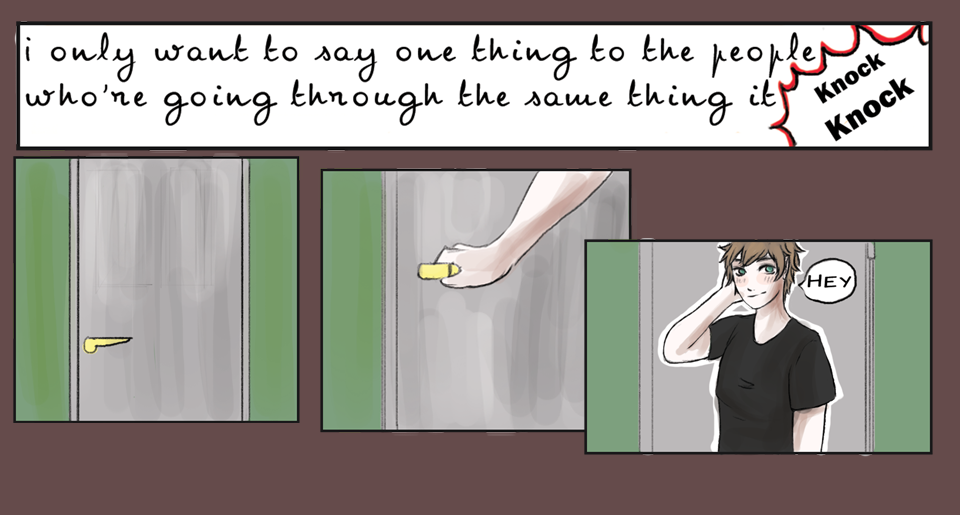 i only want to say one thing to the people
who're going through the same thing it
Knock
Knock
HEY